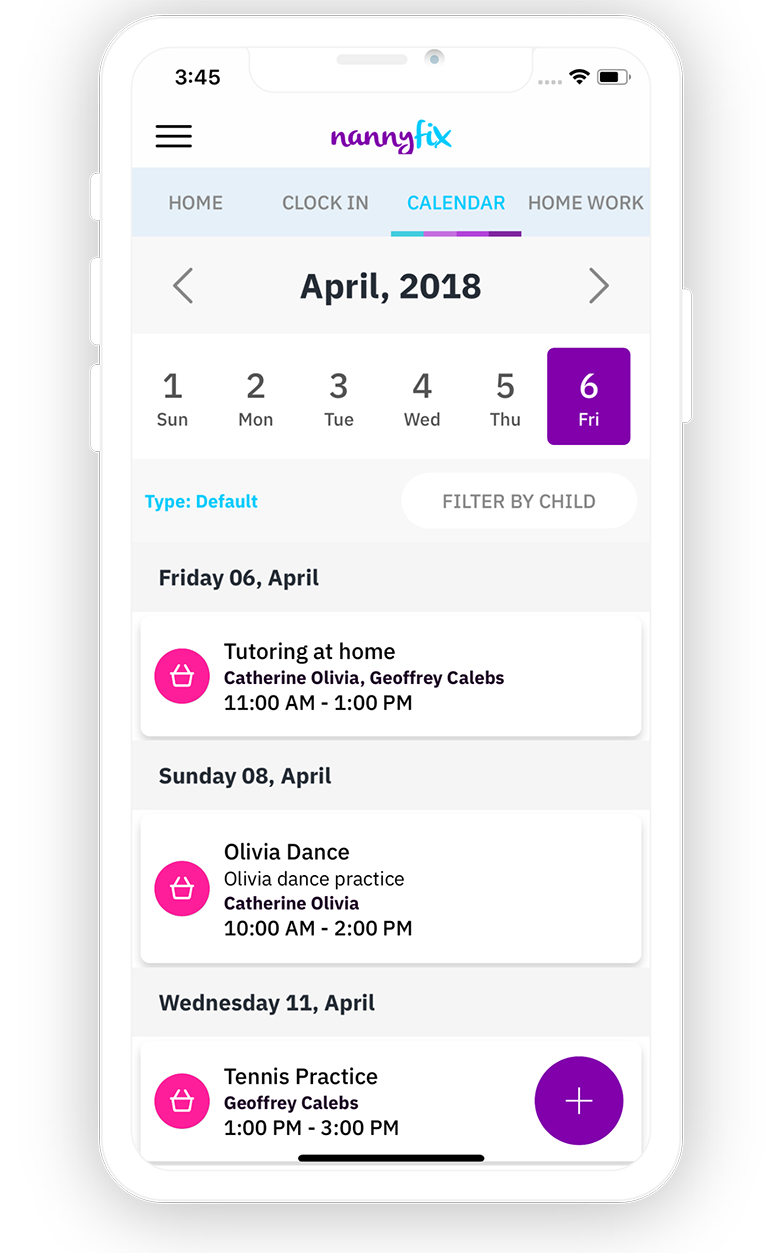 3:45
nannyfix
HOME CLOCK IN CALENDAR HOME WORK
April, 2018
1 2 3 4 5 6
Sun Mon Tue Wed Thu Fri
Type: Default FILTER BY CHILD
Friday 06, April
Tutoring at home
Catherine Olivia, Geoffrey Calebs
11:00 AM - 1:00 PM
Sunday 08, April
Olivia Dance
Olivia dance practice
Catherine Olivia
10:00 AM - 2:00 PM
Wednesday 11, April
Tennis Practice
Geoffrey Calebs
1:00 PM - 3:00 PM